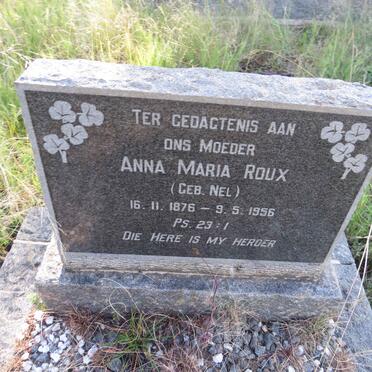 TER GEDAGTENIS AAN
ONS MOEDER
ANNA MARIA ROUX
(GEB. NEL)
16. 11. 1876 — 9. 5. 1956
PS. 23:1
DIE HERE IS MY HERDER